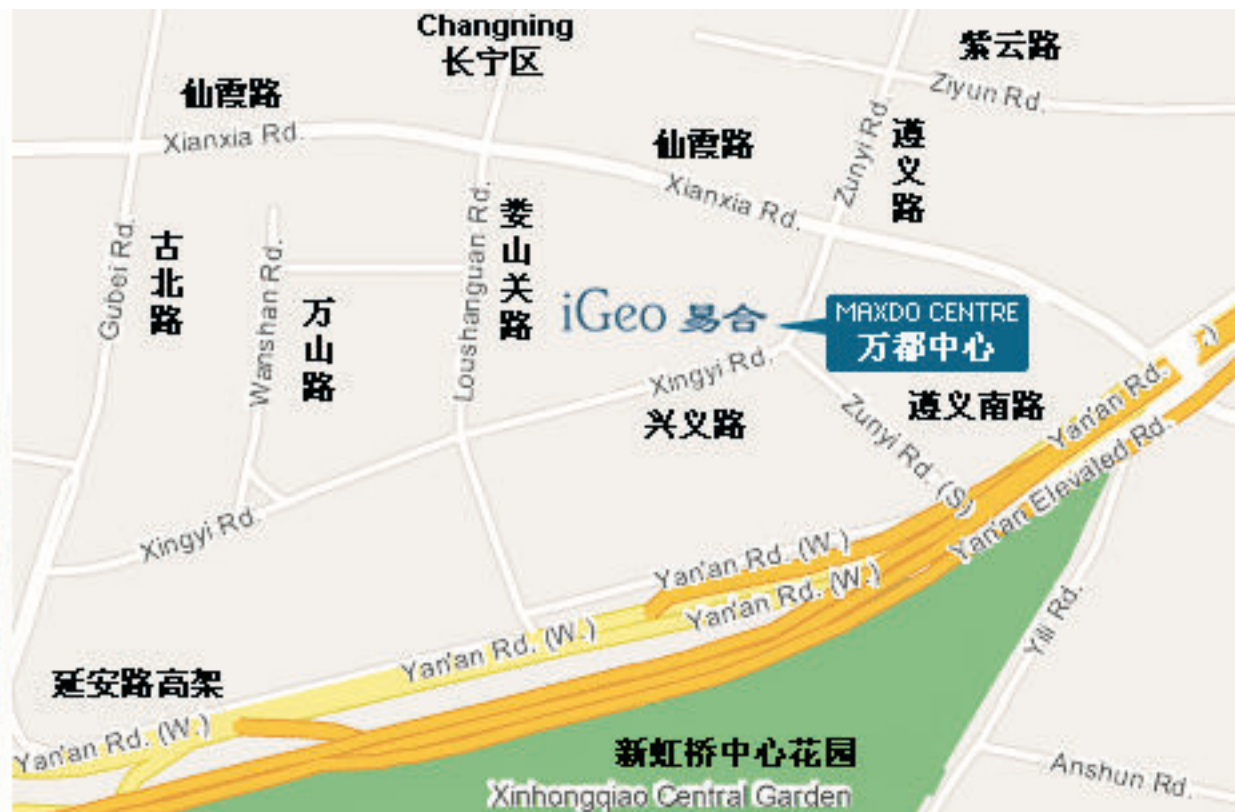 Changning
长宁区
紫云路
Ziyun Rd.
仙霞路
Xianxia Rd.
仙霞路
Xianxia Rd.
Zunyi Rd.
遵义路
Gubei Rd.
古北路
Wanshan Rd.
万山路
Loushanguan Rd.
娄山关路
iGeo 易合
MAXDO CENTRE
万都中心
Xingyi Rd.
兴义路
Zunyi Rd. (S)
遵义南路
Yan'an Rd.
Yan'an Elevated Rd.
Xingyi Rd.
Yan'an Rd. (W.)
Yan'an Rd. (W.)
Yan'an Rd. (W.)
Yili Rd.
延安路高架
Yan'an Rd. (W.)
新虹桥中心花园
Xinhongqiao Central Garden
Anshun Rd.